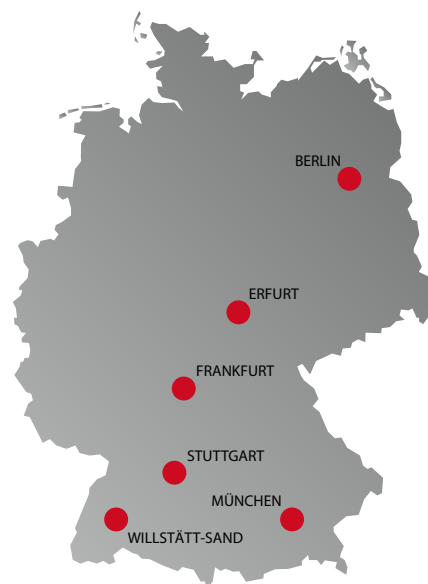 BERLIN
ERFURT
FRANKFURT
STUTTGART
MÜNCHEN
WILLSTÄTT-SAND